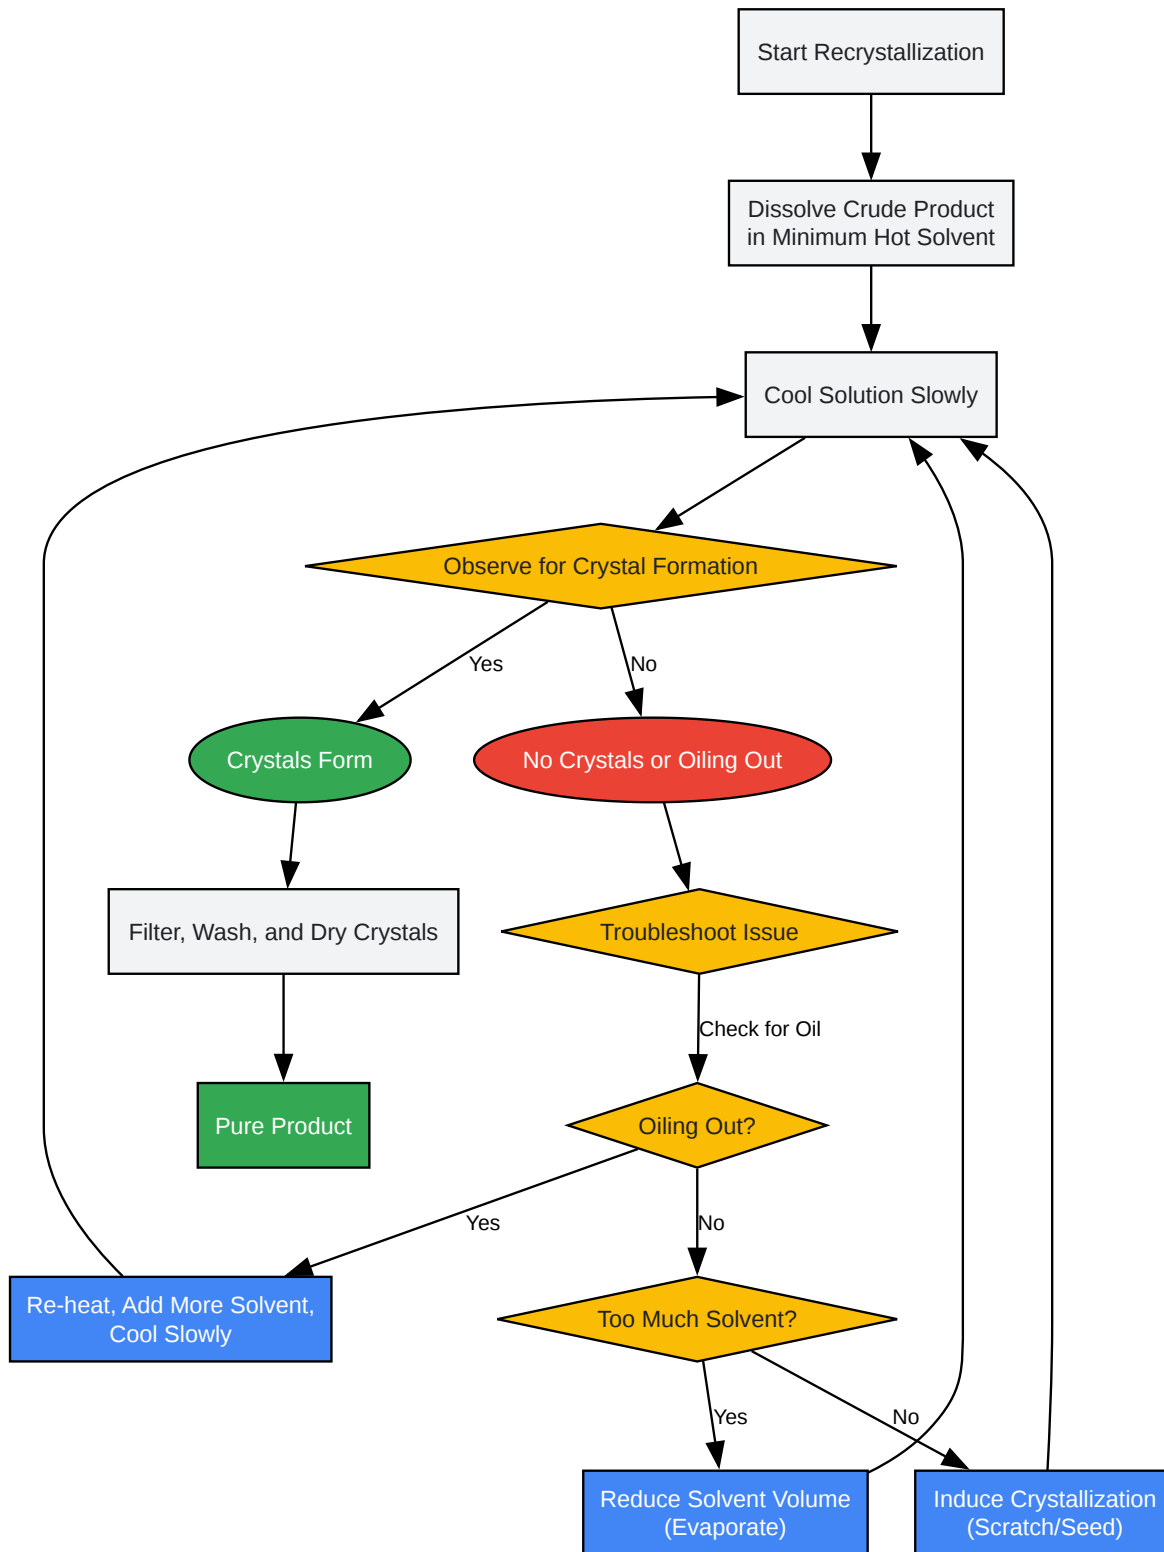 Start Recrystallization
Dissolve Crude Product
in Minimum Hot Solvent
Cool Solution Slowly
Observe for Crystal Formation
Yes
No
Crystals Form
No Crystals or Oiling Out
Filter, Wash, and Dry Crystals
Troubleshoot Issue
Check for Oil
Pure Product
Oiling Out?
Yes
No
Re-heat, Add More Solvent,
Cool Slowly
Too Much Solvent?
Yes
No
Reduce Solvent Volume
(Evaporate)
Induce Crystallization
(Scratch/Seed)